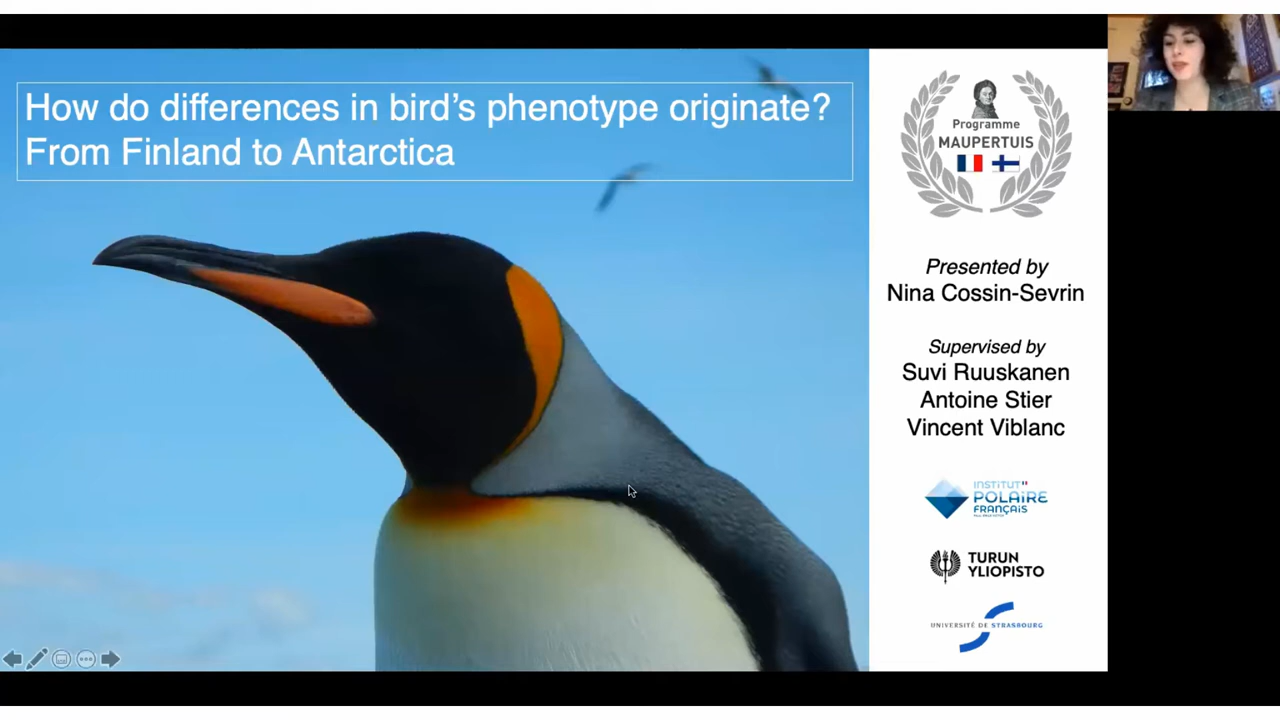 How do differences in bird's phenotype originate?
From Finland to Antarctica
Programme
MAUPERTUIS
Presented by
Nina Cossin-Sevrin
Supervised by
Suvi Ruuskanen
Antoine Stier
Vincent Viblanc
INSTITUT
POLAIRE
FRANÇAIS
TURUN
YLIOPISTO
UNIVERSITÉ DE STRASBOURG